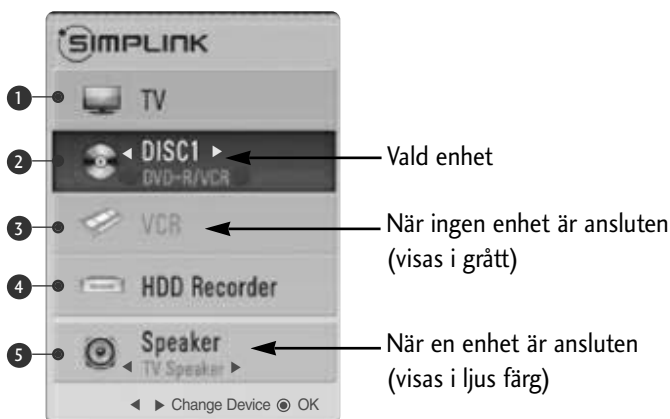 SIMPLINK
1 TV
2 ◄ DISC1 ►
DVD-R/VCR
Vald enhet
3 VCR
När ingen enhet är ansluten
(visas i grått)
4 HDD Recorder
5 Speaker
◄ TV Speaker ►
När en enhet är ansluten
(visas i ljus färg)
◄ ► Change Device ◉ OK